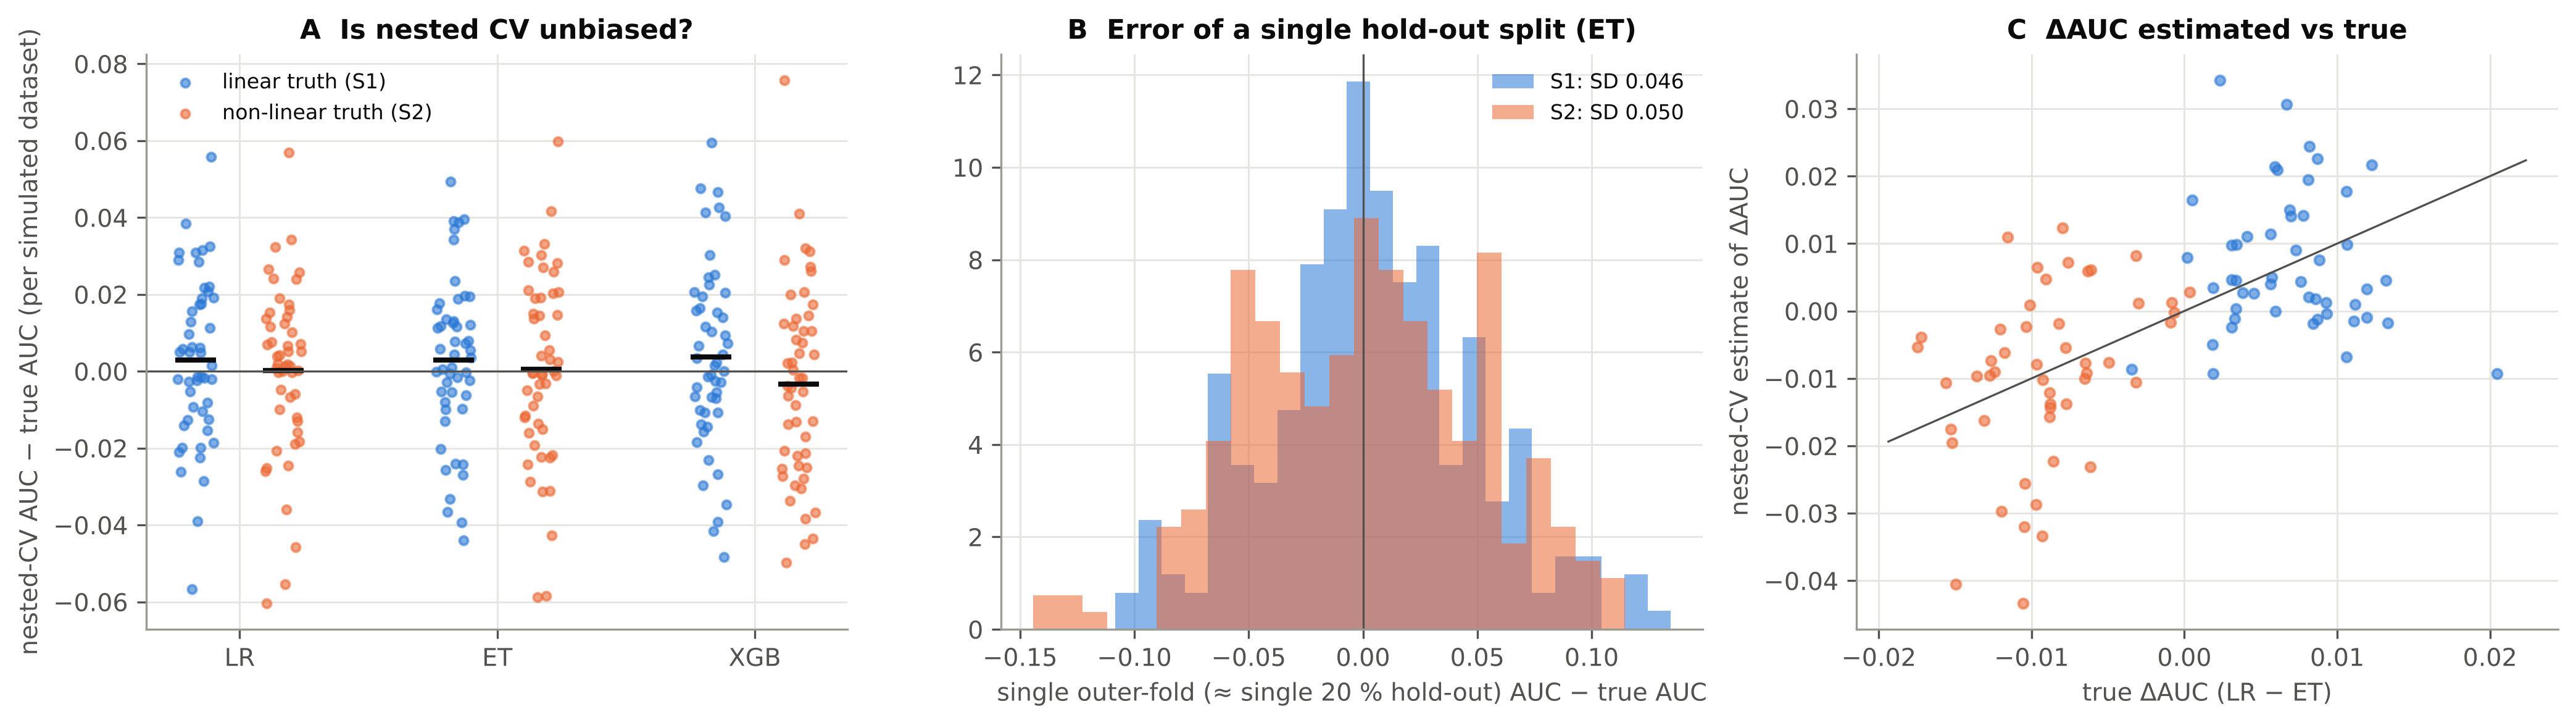 A Is nested CV unbiased?
nested-CV AUC − true AUC (per simulated dataset)
0.08
0.06
0.04
0.02
0.00
−0.02
−0.04
−0.06
linear truth (S1)
non-linear truth (S2)
LR ET XGB
B Error of a single hold-out split (ET)
12
10
8
6
4
2
0
S1: SD 0.046
S2: SD 0.050
−0.15 −0.10 −0.05 0.00 0.05 0.10
single outer-fold (≈ single 20 % hold-out) AUC − true AUC
C ΔAUC estimated vs true
nested-CV estimate of ΔAUC
0.03
0.02
0.01
0.00
−0.01
−0.02
−0.03
−0.04
−0.02 −0.01 0.00 0.01 0.02
true ΔAUC (LR − ET)